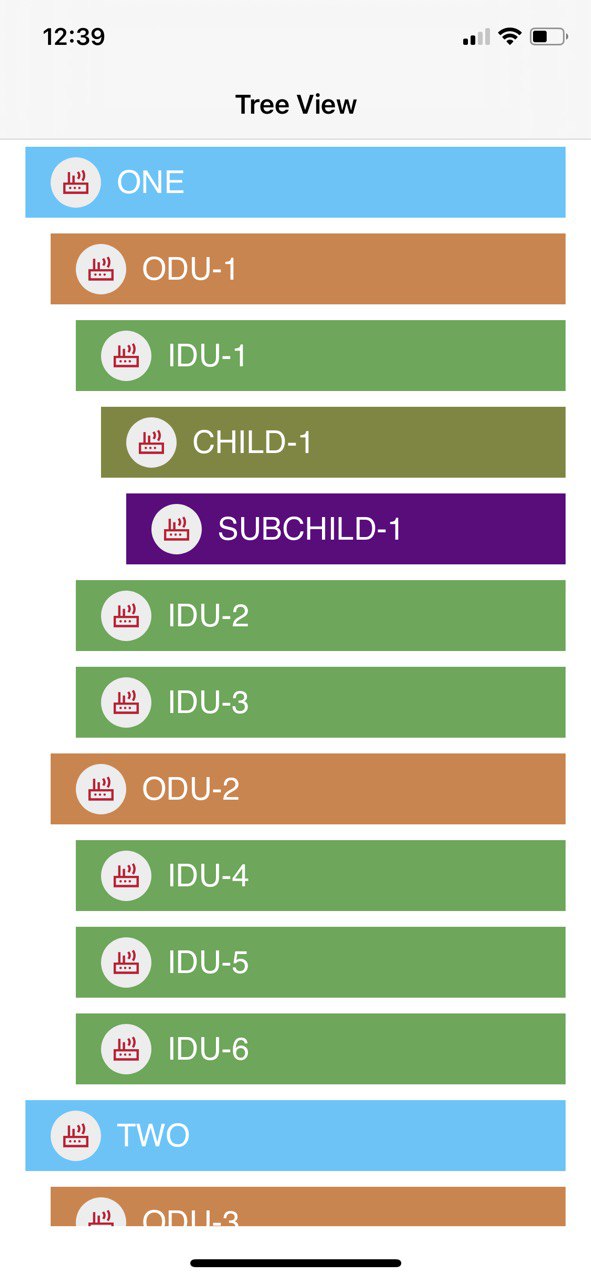 12:39
Tree View
ONE
ODU-1
IDU-1
CHILD-1
SUBCHILD-1
IDU-2
IDU-3
ODU-2
IDU-4
IDU-5
IDU-6
TWO
ODU-3